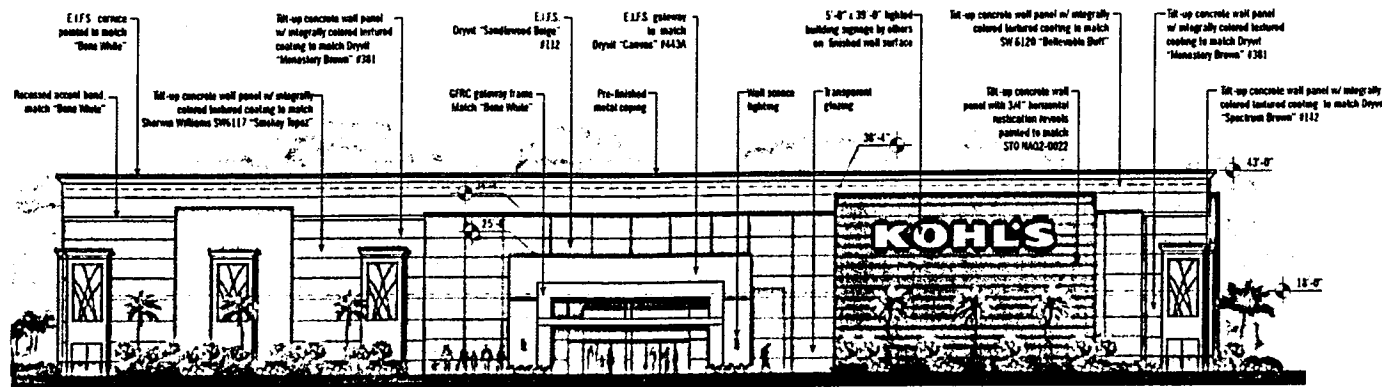 E.I.F.S. cornice
painted to match
"Bone White"
Tilt-up concrete wall panel
w/ integrally colored textured
coating to match Dryvit
"Monastery Brown" #381
E.I.F.S.
Dryvit "Sandlewood Beige"
#112
E.I.F.S. gateway
to match
Dryvit "Canvas" #443A
5'-0" x 39'-0" lighted
building signage by others
on finished wall surface
Tilt-up concrete wall panel w/ integrally
colored textured coating to match
SW 6120 "Believable Buff"
Tilt-up concrete wall panel
w/ integrally colored textured
coating to match Dryvit
"Monastery Brown" #381
Recessed accent band,
match "Bone White"
Tilt-up concrete wall panel w/ integrally
colored textured coating to match
Sherwin Williams SW6117 "Smokey Topaz"
GFRC gateway frame
Match "Bone White"
Pre-finished
metal coping
Wall sconce
lighting
Transparent
glazing
Tilt-up concrete wall
panel with 3/4" horizontal
rustication reveals
painted to match
STO NA02-0022
Tilt-up concrete wall panel w/ integrally
colored textured coating to match Dryvit
"Spectrum Brown" #142
38'-4"
43'-0"
25'-0"
KOHL'S
18'-0"